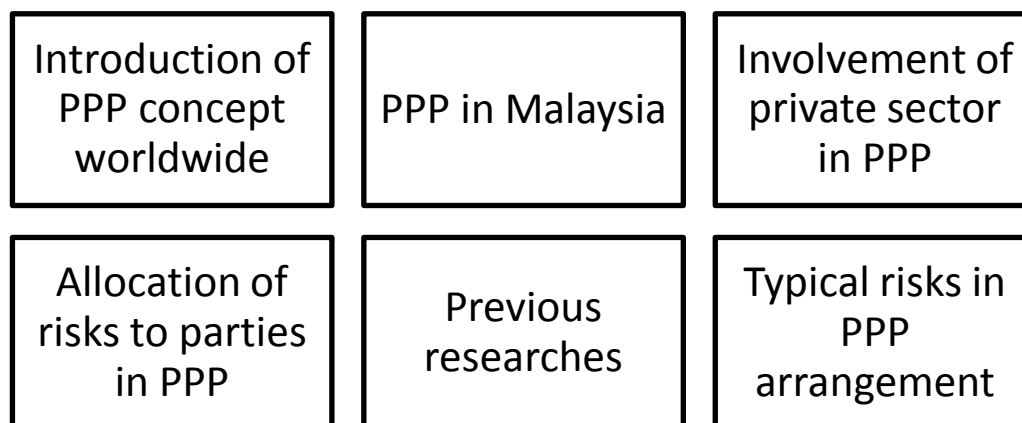 Introduction of
PPP concept
worldwide
PPP in Malaysia
Involvement of
private sector
in PPP
Allocation of
risks to parties
in PPP
Previous
researches
Typical risks in
PPP
arrangement